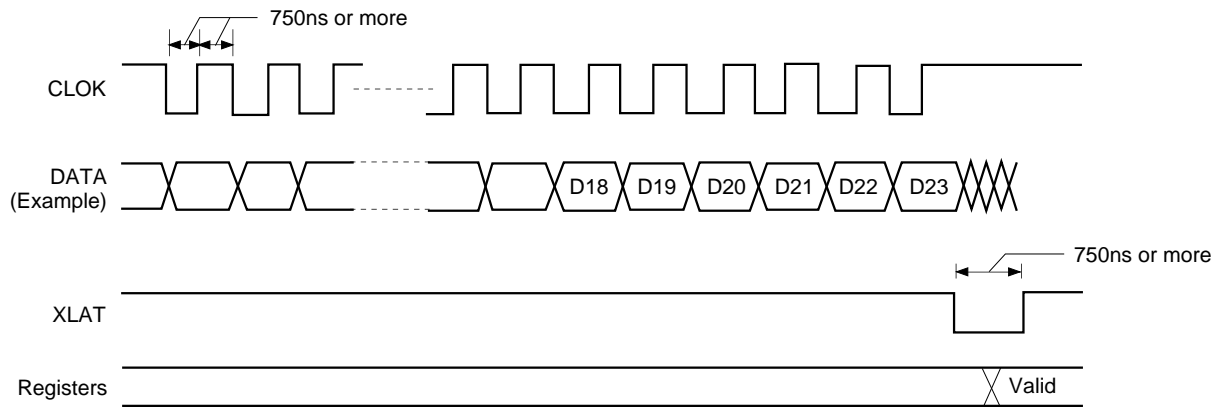 750ns or more
CLOK
DATA
(Example)
D18 D19 D20 D21 D22 D23
750ns or more
XLAT
Registers
Valid